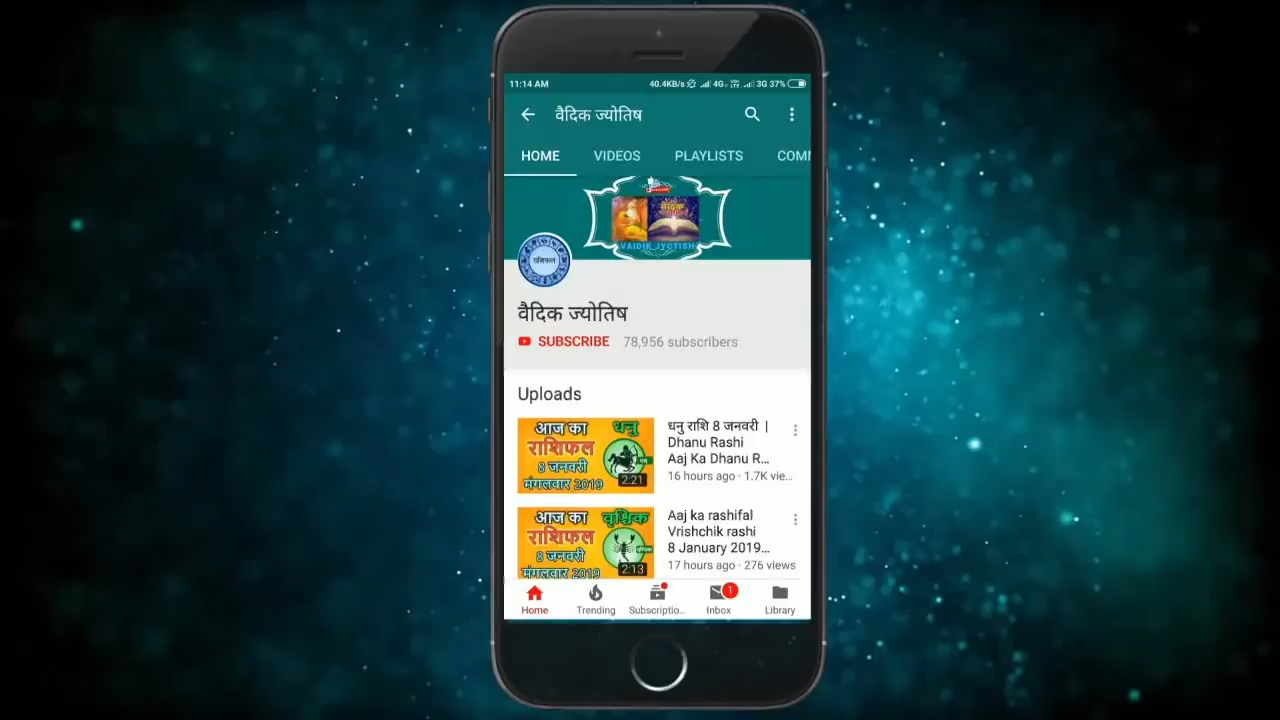 11:14 AM
40.4KB/s 4G 3G 37%
वैदिक ज्योतिष
HOME VIDEOS PLAYLISTS COM
वैदिक
VAIDIK JYOTISH
राशिफल
वैदिक ज्योतिष
SUBSCRIBE 78,956 subscribers
Uploads
आज का धनु
राशिफल
8 जनवरी
मंगलवार 2019
2:21
धनु राशि 8 जनवरी |
Dhanu Rashi
Aaj Ka Dhanu R...
16 hours ago · 1.7K vie...
आज का वृश्चिक
राशिफल
8 जनवरी
मंगलवार 2019
2:13
Aaj ka rashifal
Vrishchik rashi
8 January 2019...
17 hours ago · 276 views
1
Home Trending Subscriptio... Inbox Library